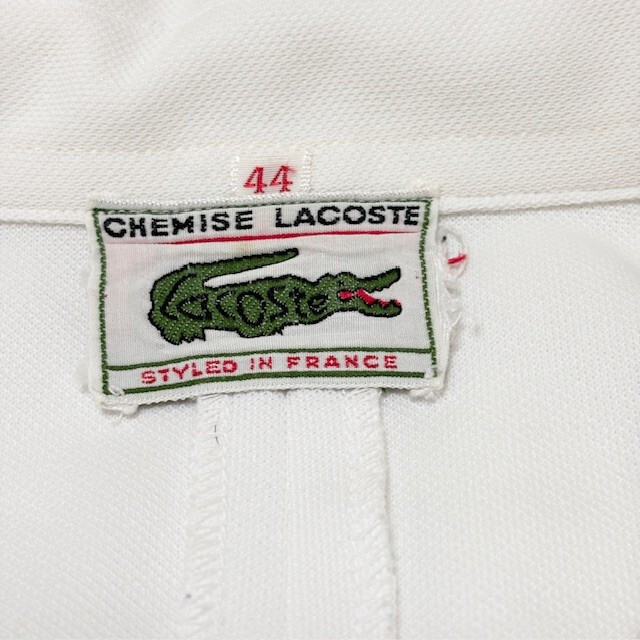 44
CHEMISE LACOSTE
Lacoste
STYLED IN FRANCE